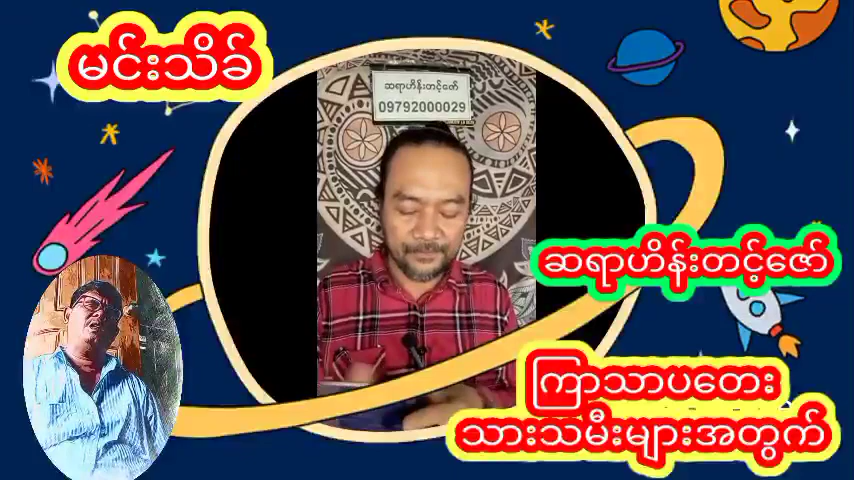 မင်းသိခ်
ဆရာဟိန်းတင့်ဇော်
09792000029
ဆရာဟိန်းတင့်ဇော်
ကြာသာပတေး
သားသမီးများအတွက်